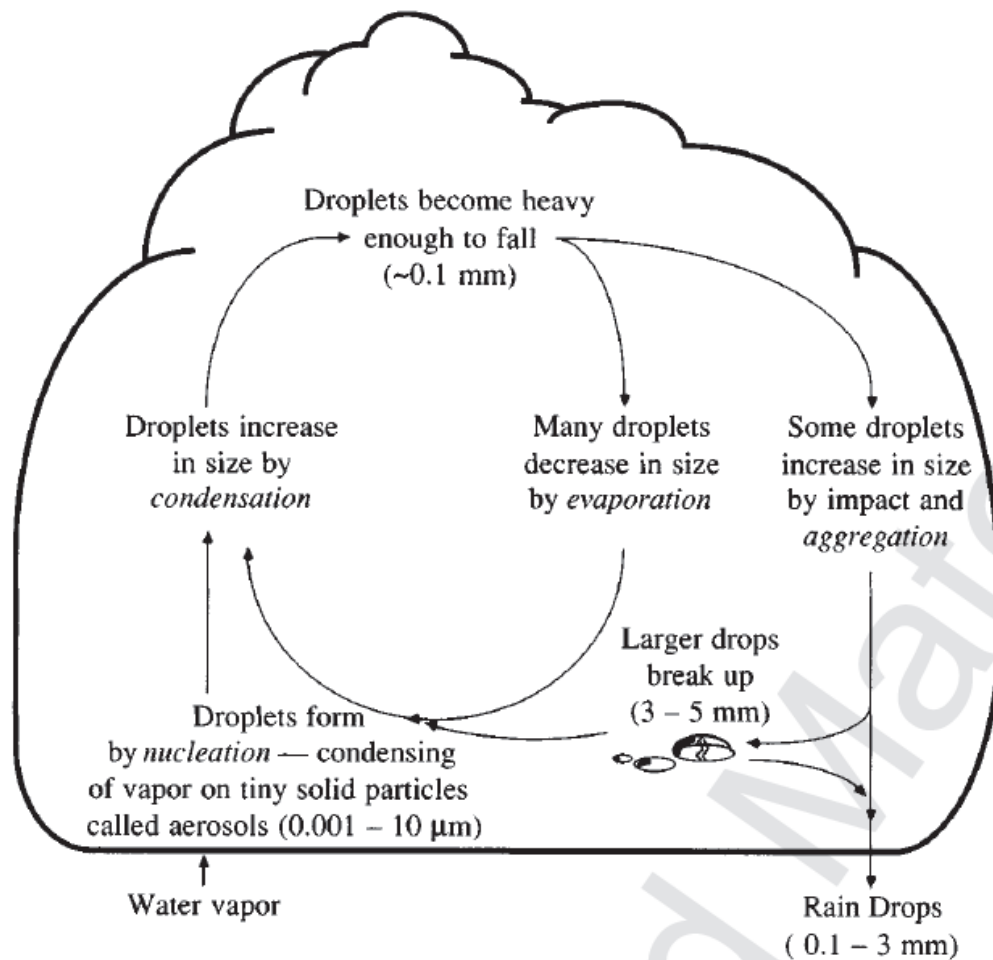 Droplets become heavy
enough to fall
(~0.1 mm)
Droplets increase
in size by
condensation
Many droplets
decrease in size
by evaporation
Some droplets
increase in size
by impact and
aggregation
Larger drops
break up
(3 – 5 mm)
Droplets form
by nucleation — condensing
of vapor on tiny solid particles
called aerosols (0.001 – 10 μm)
Water vapor
Rain Drops
( 0.1 – 3 mm)